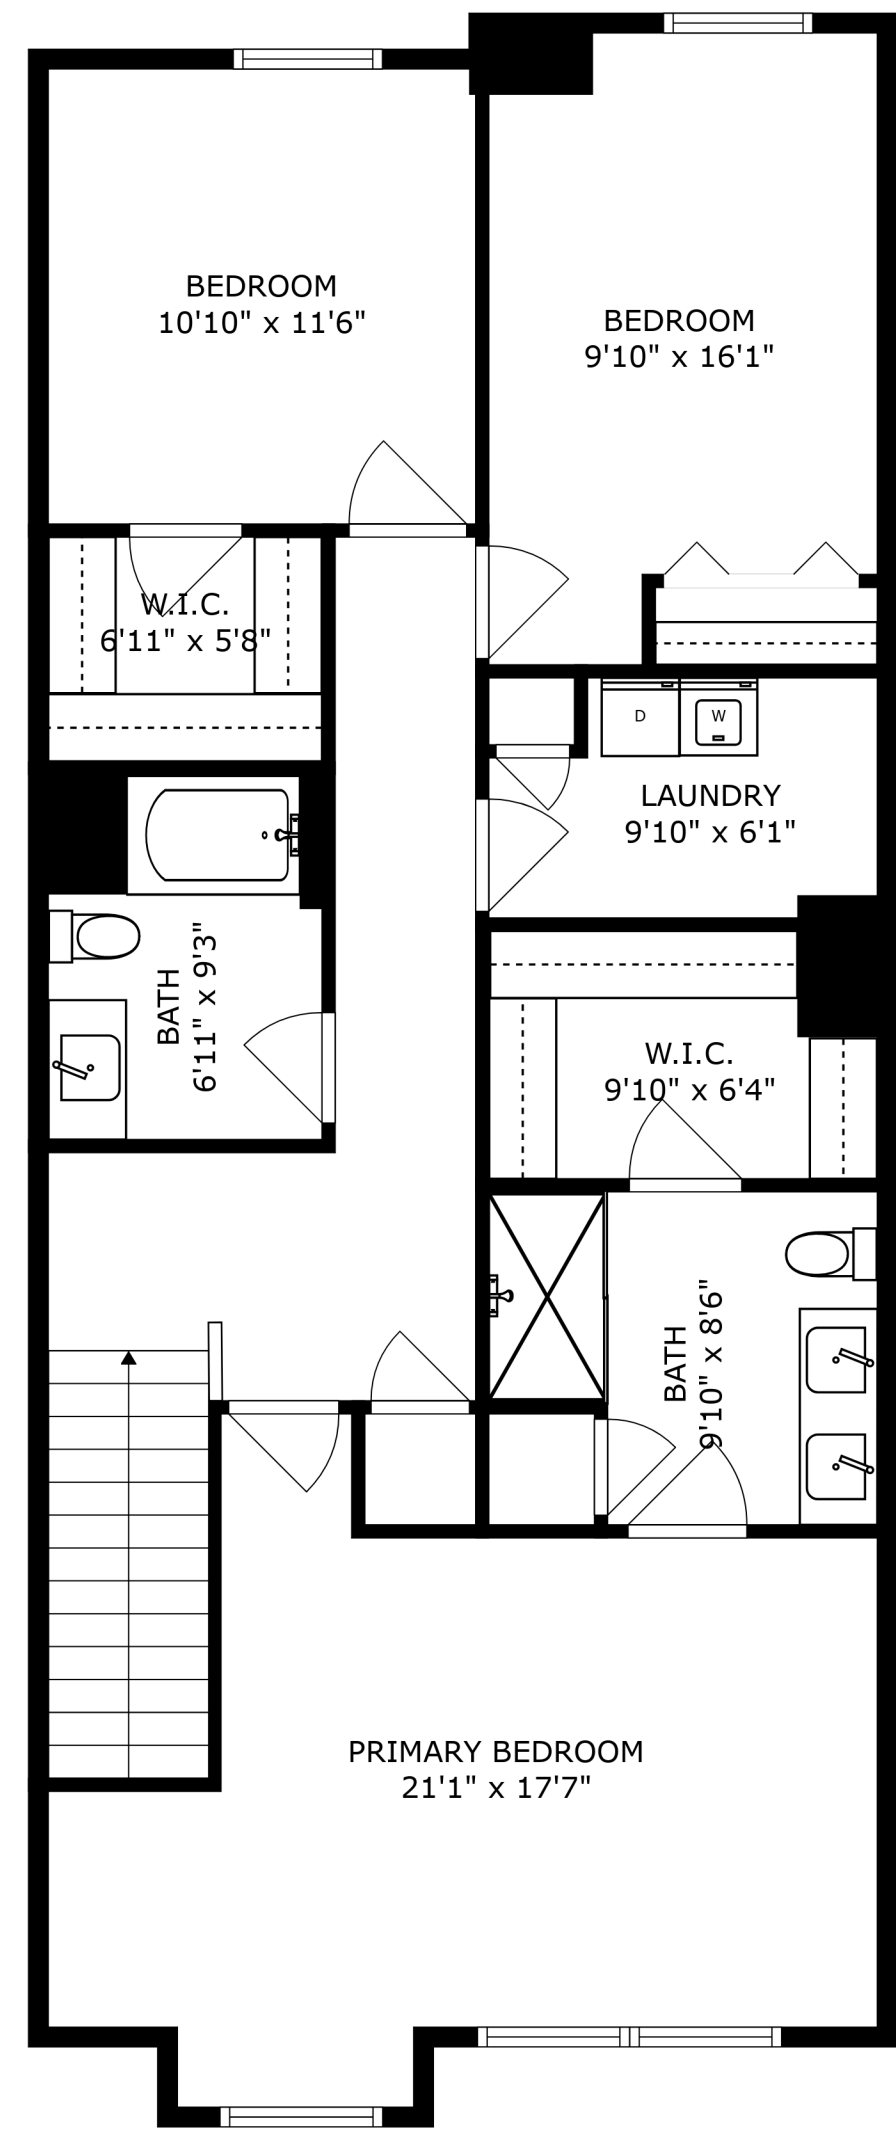 BEDROOM
10'10" x 11'6"
BEDROOM
9'10" x 16'1"
W.I.C.
6'11" x 5'8"
D
W
LAUNDRY
9'10" x 6'1"
BATH
6'11" x 9'3"
W.I.C.
9'10" x 6'4"
BATH
9'10" x 8'6"
PRIMARY BEDROOM
21'1" x 17'7"